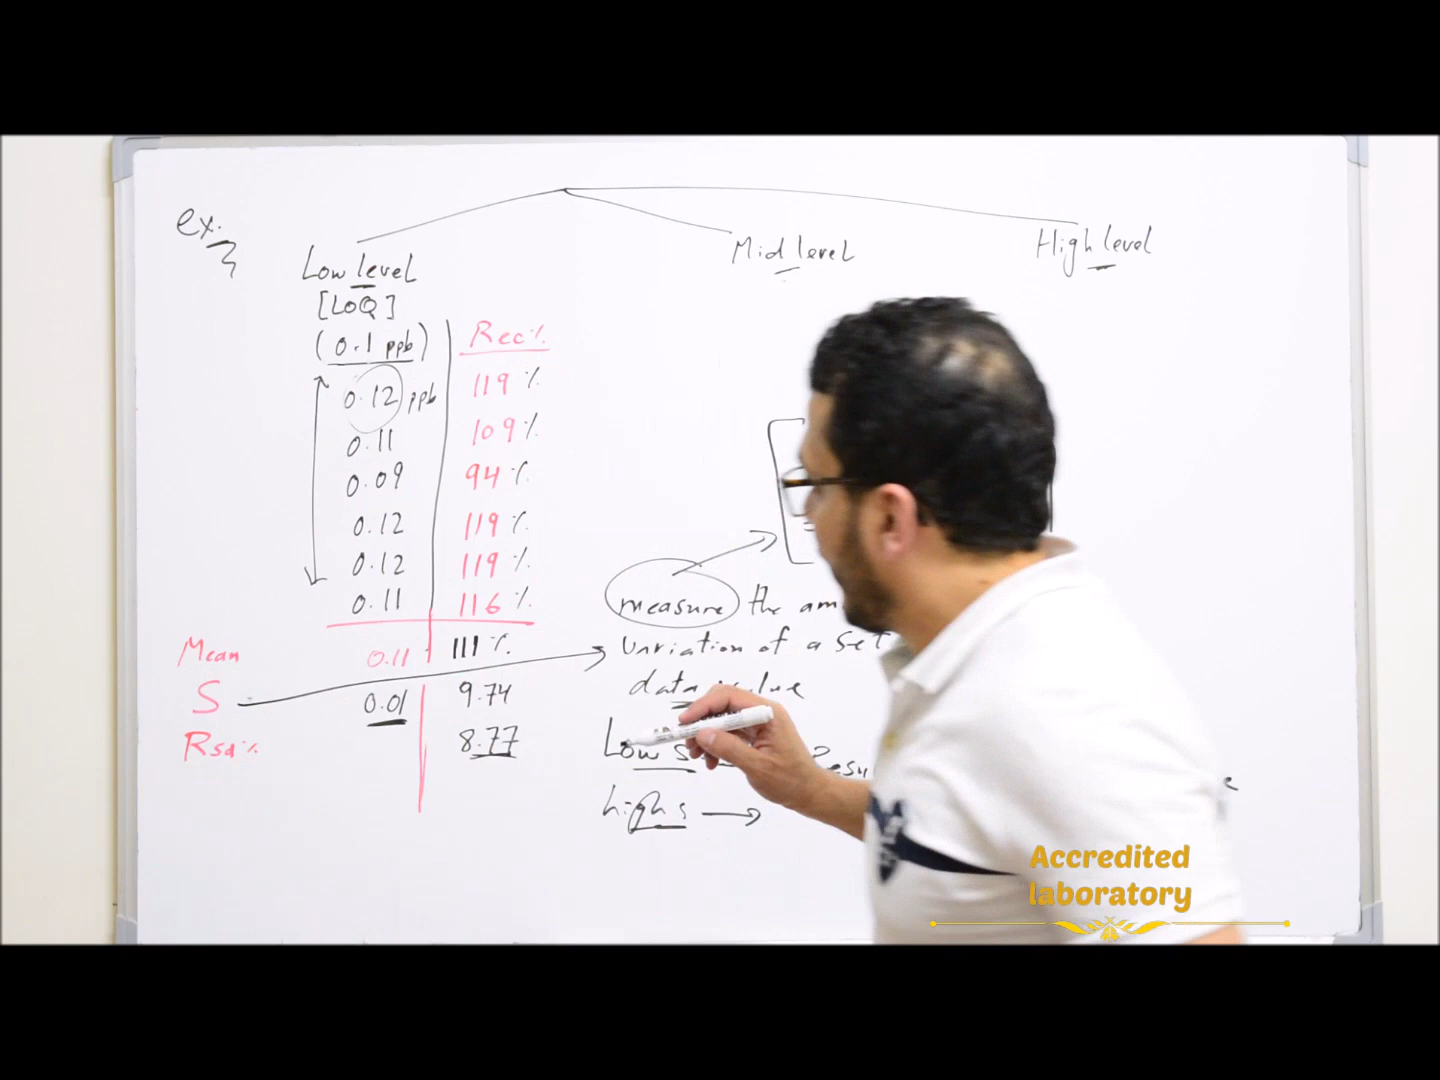 ex.
Low level
Mid level
High level
[LOQ]
(0.1 ppb)
Rec%
0.12 ppb
119 %
0.11
109 %
0.09
94 %
0.12
119 %
0.12
119 %
0.11
116 %
Mean
0.11
111 %
S
0.01
9.74
Rsd%
8.77
measure the am
variation of a set
data value
Low s
Resu
high s
Accredited
laboratory